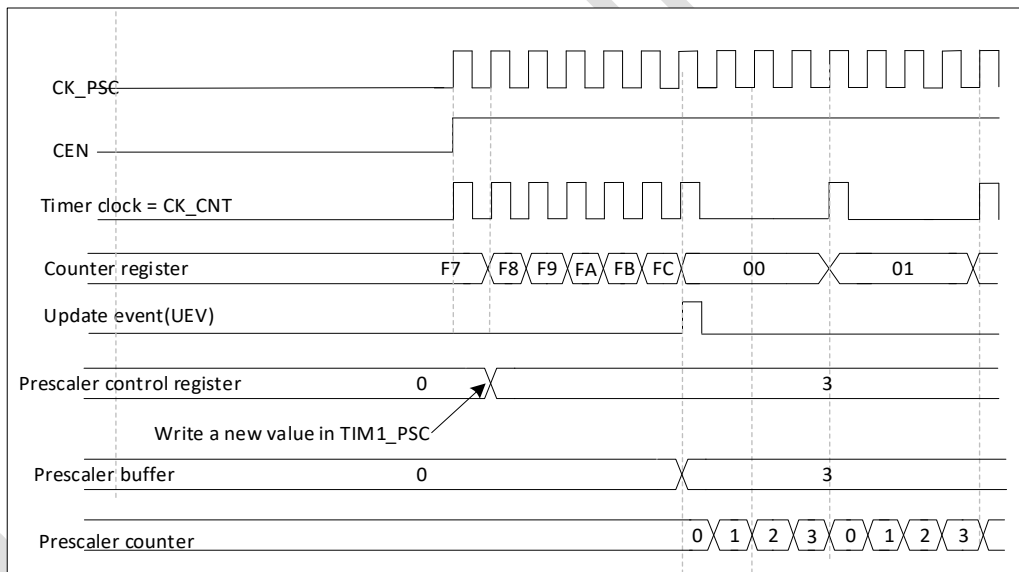 CK_PSC
CEN
Timer clock = CK_CNT
Counter register F7 F8 F9 FA FB FC 00 01
Update event(UEV)
Prescaler control register 0 3
Write a new value in TIM1_PSC
Prescaler buffer 0 3
Prescaler counter 0 1 2 3 0 1 2 3